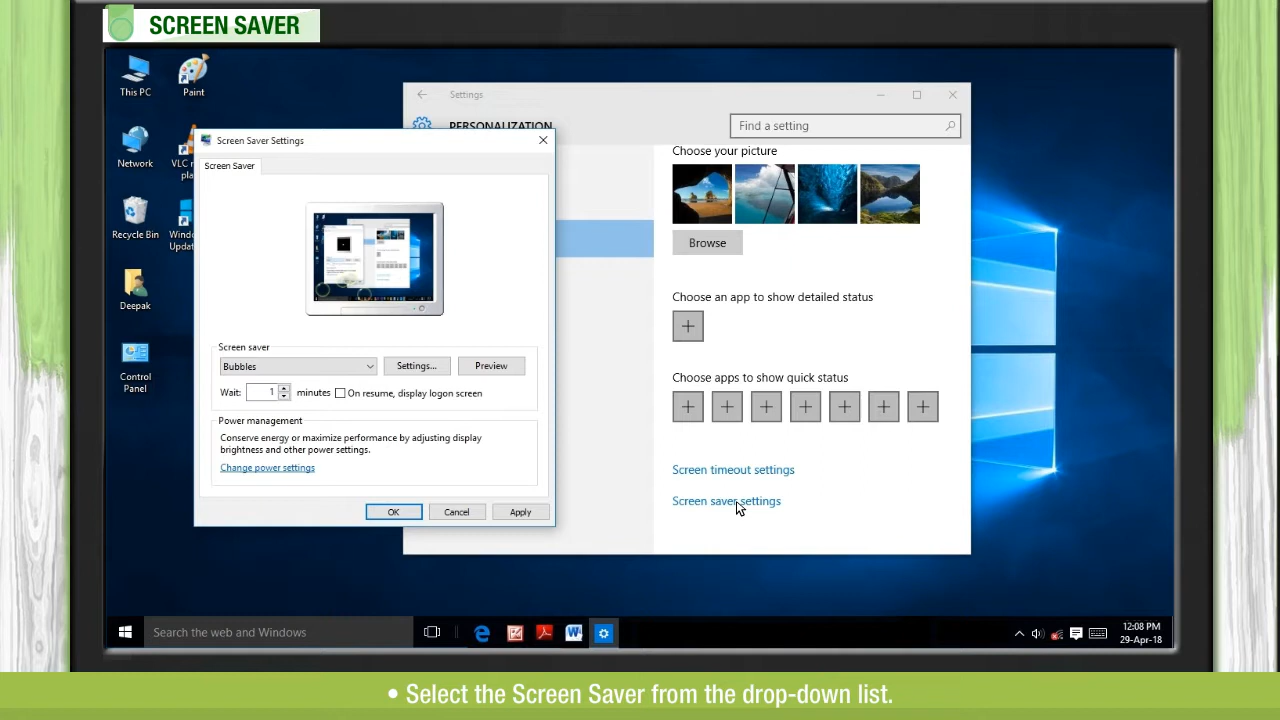 SCREEN SAVER
This PC
Paint
Network
VLC m
pla
Recycle Bin
Windo
Updat
Deepak
Control
Panel
Settings
PERSONALIZATION
Find a setting
Choose your picture
Browse
Choose an app to show detailed status
Choose apps to show quick status
Screen timeout settings
Screen saver settings
Screen Saver Settings
Screen Saver
Screen saver
Bubbles
Settings...
Preview
Wait: 1 minutes On resume, display logon screen
Power management
Conserve energy or maximize performance by adjusting display
brightness and other power settings.
Change power settings
OK Cancel Apply
Search the web and Windows
12:08 PM
29-Apr-18
• Select the Screen Saver from the drop-down list.